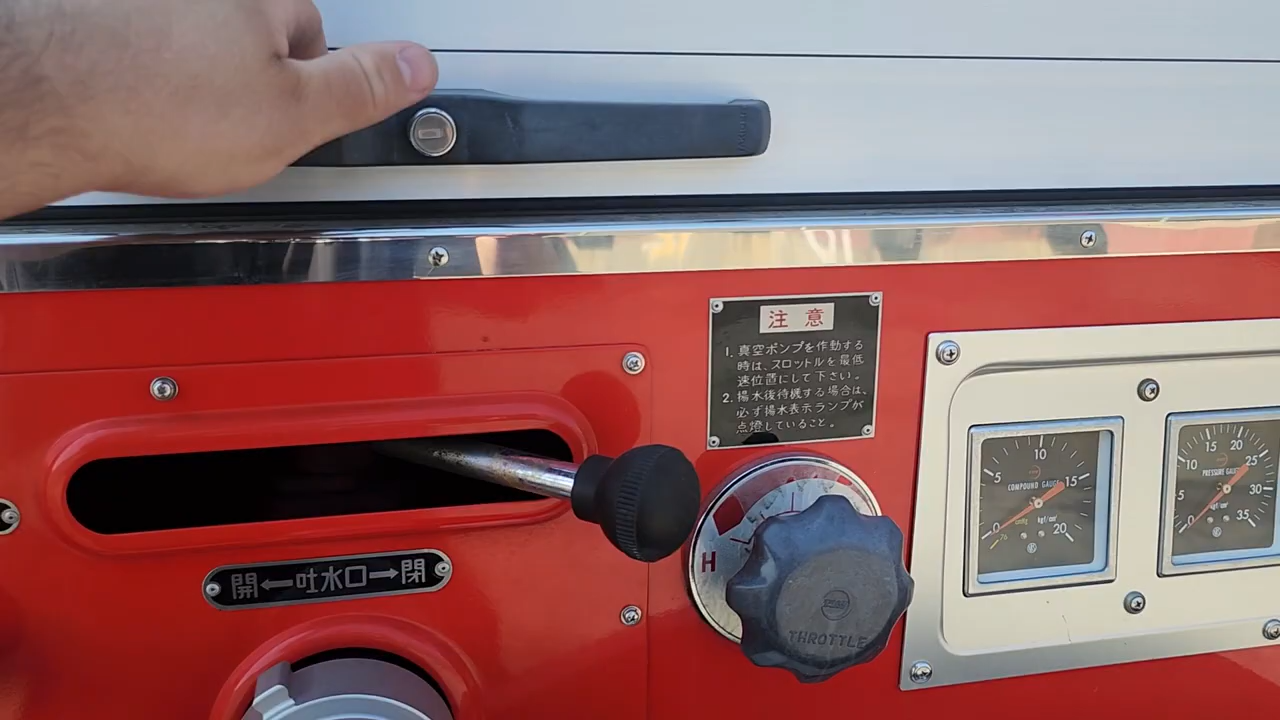 注意
1. 真空ポンプを作動する
時は、スロットルを最低
速位置にして下さい。
2. 揚水後待機する場合は、
必ず揚水表示ランプが
点燈していること。
開←吐水口→閉
H
THROTTLE
0 5 10 15 20
COMPOUND GAUGE
76 cmHg kgf/cm²
0 5 10 15 20 25 30 35
PRESSURE GAUGE
kgf/cm²